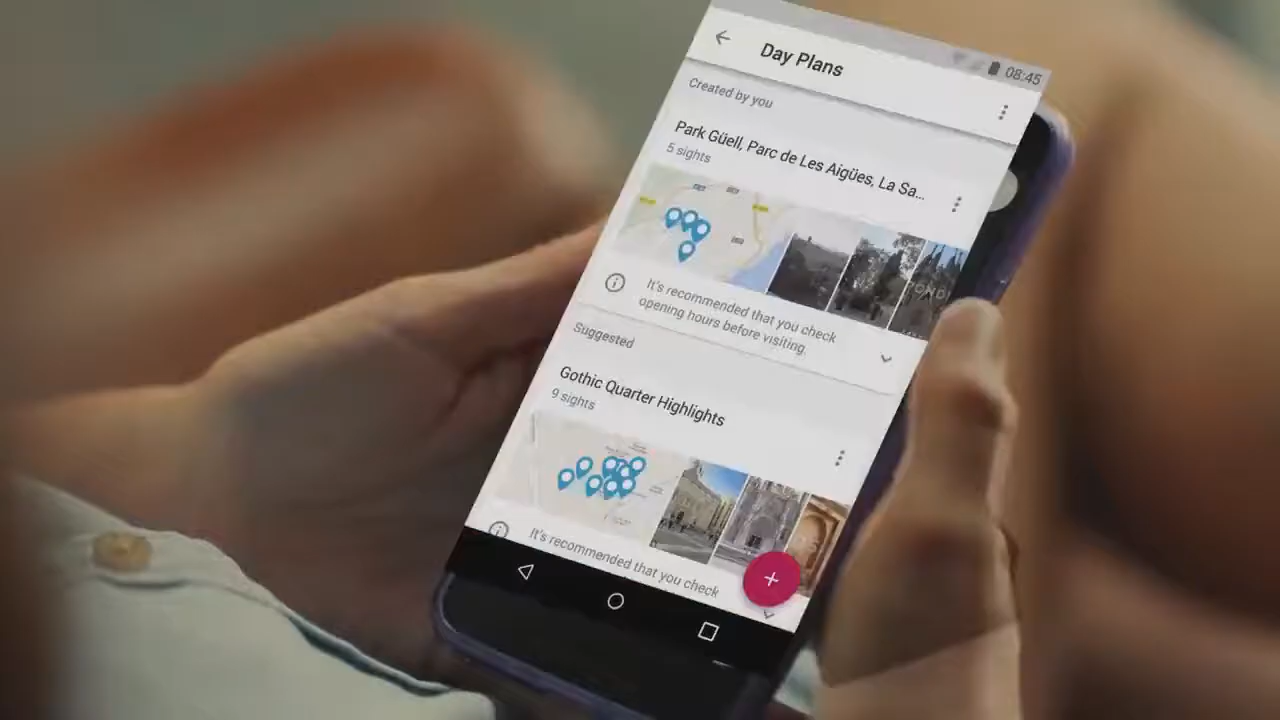 08:45
Day Plans
Created by you
Park Güell, Parc de Les Aigües, La Sa...
5 sights
It's recommended that you check
opening hours before visiting.
Suggested
Gothic Quarter Highlights
9 sights
It's recommended that you check